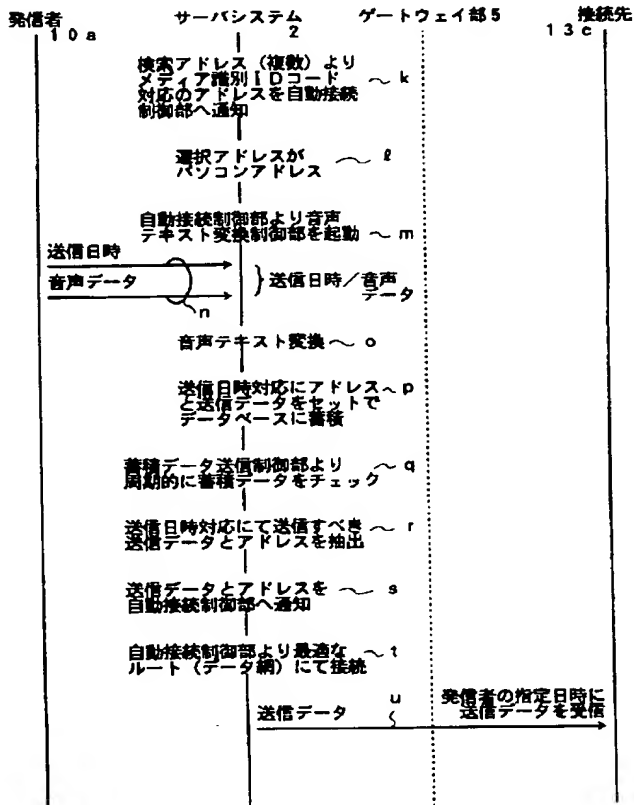 発信者 サーバシステム ゲートウェイ部5 接続先
10a 2 13c
検索アドレス(複数)より
メディア識別IDコード k
対応のアドレスを自動接続
制御部へ通知
選択アドレスが ℓ
パソコンアドレス
自動接続制御部より音声
テキスト変換制御部を起動 m
送信日時
音声データ
送信日時/音声
データ
n
音声テキスト変換 o
送信日時対応にアドレス p
と送信データをセットで
データベースに蓄積
蓄積データ送信制御部より q
周期的に蓄積データをチェック
送信日時対応にて送信すべき r
送信データとアドレスを抽出
送信データとアドレスを s
自動接続制御部へ通知
自動接続制御部より最適な t
ルート(データ網)にて接続
送信データ u
発信者の指定日時に
送信データを受信